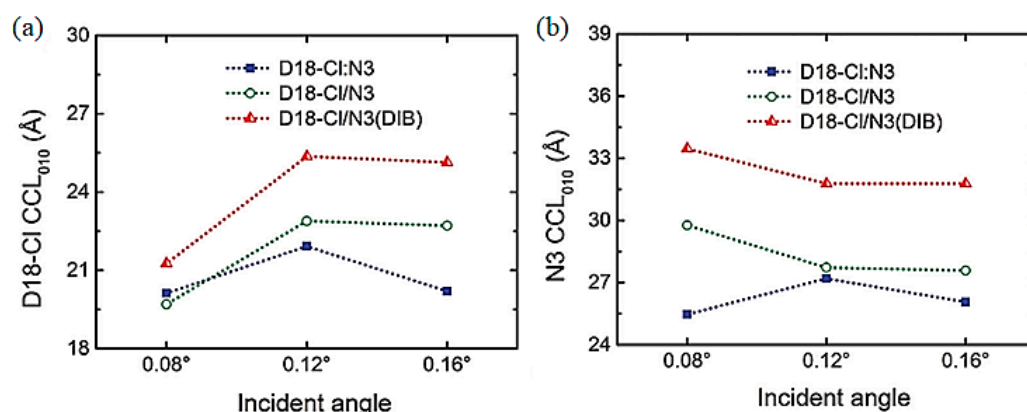 (a)
30
27
24
21
18
D18-Cl CCL₀₁₀ (Å)
D18-Cl:N3
D18-Cl/N3
D18-Cl/N3(DIB)
0.08° 0.12° 0.16°
Incident angle
(b)
39
36
33
30
27
24
N3 CCL₀₁₀ (Å)
D18-Cl:N3
D18-Cl/N3
D18-Cl/N3(DIB)
0.08° 0.12° 0.16°
Incident angle